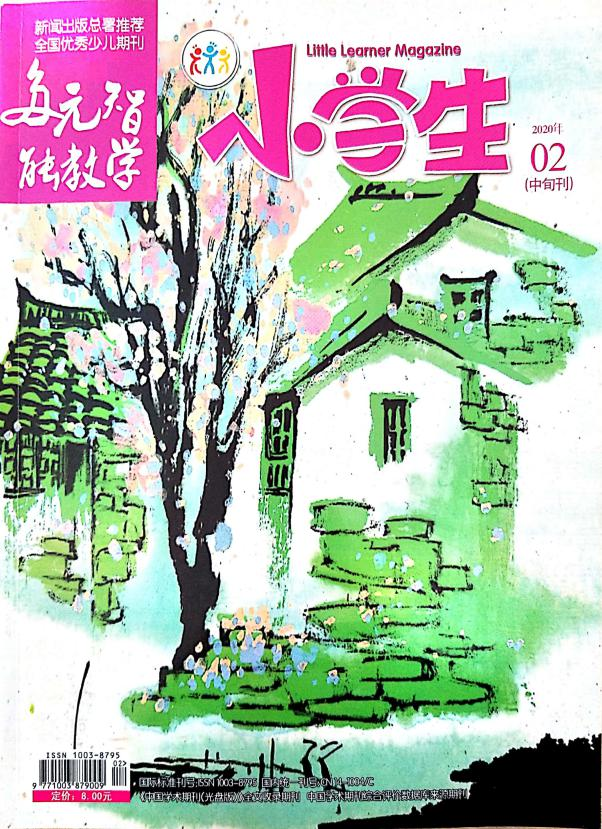 新闻出版总署推荐
全国优秀少儿期刊
多元智
能教学
Little Learner Magazine
小学生
2020年
02
(中旬刊)
ISSN 1003-8795
02>
9 771003 879009
定价：8.00元
国际标准刊号:ISSN 1003-8795 国内统一刊号:CN14-1004/C
《中国学术期刊(光盘版)》全文收录期刊 中国学术期刊综合评价数据库来源期刊